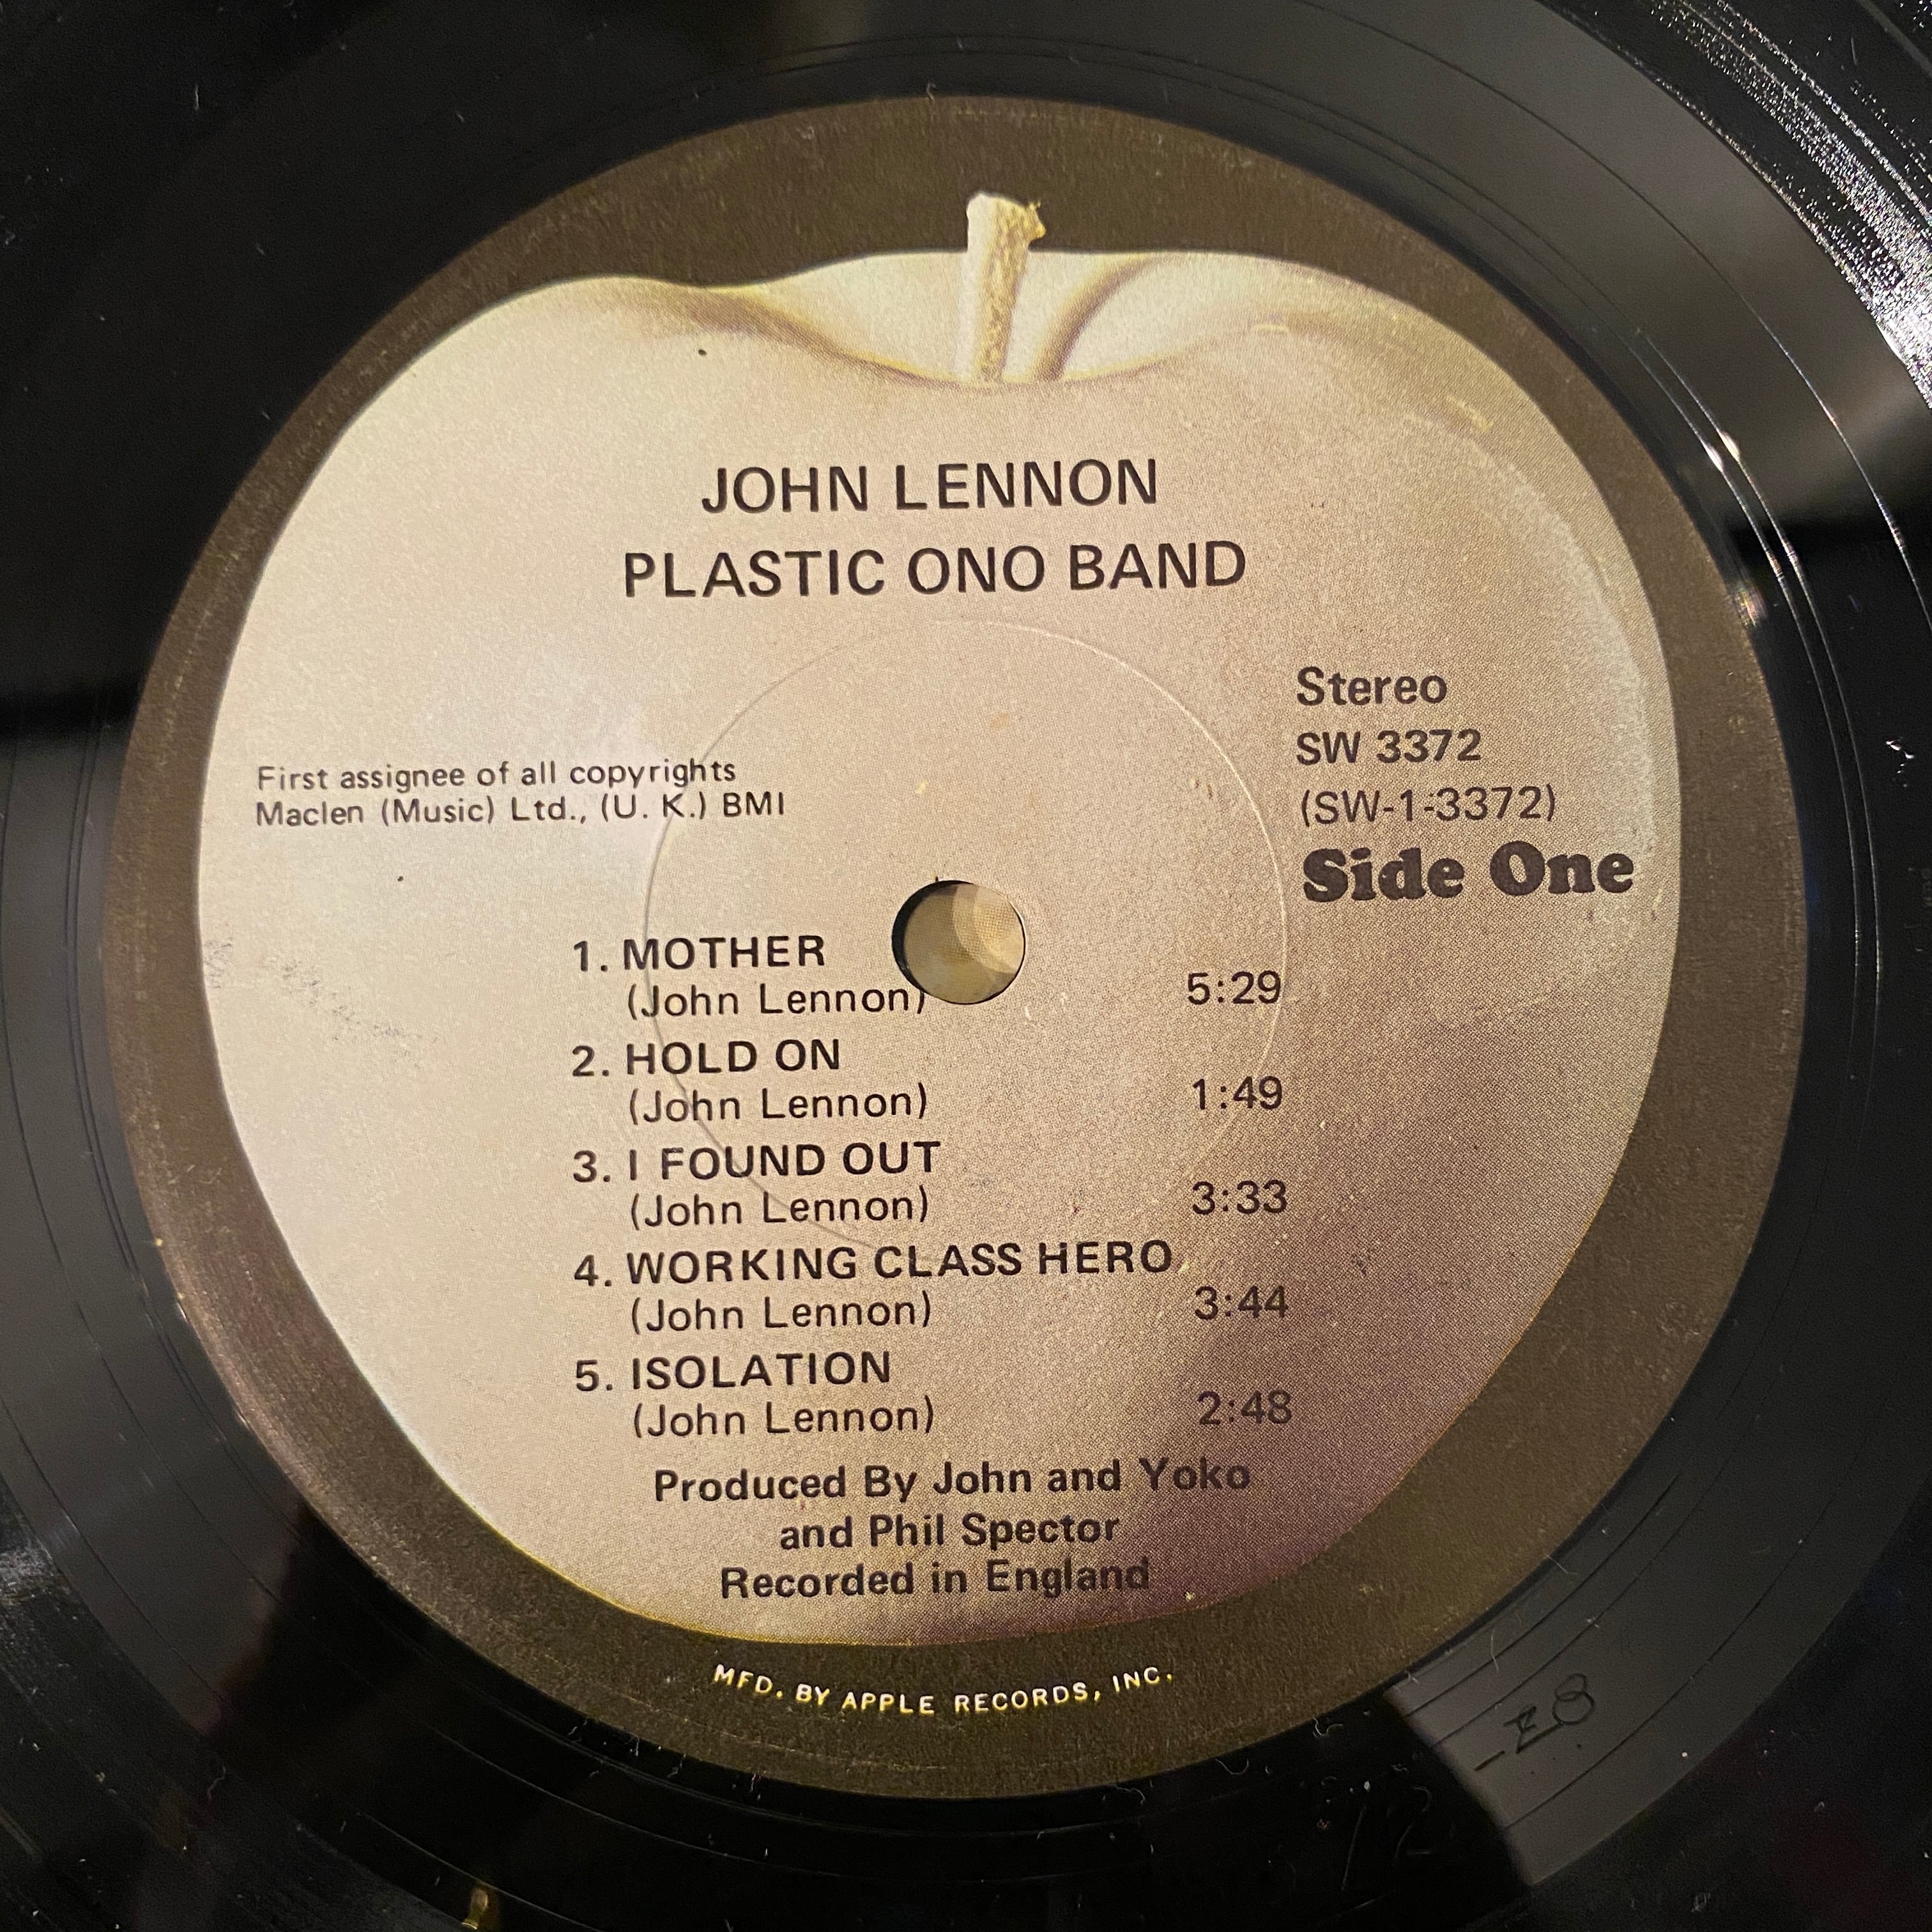 JOHN LENNON
PLASTIC ONO BAND
Stereo
SW 3372
(SW-1-3372)
Side One
First assignee of all copyrights
Maclen (Music) Ltd., (U. K.) BMI
1. MOTHER
(John Lennon) 5:29
2. HOLD ON
(John Lennon) 1:49
3. I FOUND OUT
(John Lennon) 3:33
4. WORKING CLASS HERO
(John Lennon) 3:44
5. ISOLATION
(John Lennon) 2:48
Produced By John and Yoko
and Phil Spector
Recorded in England
MFD. BY APPLE RECORDS, INC.